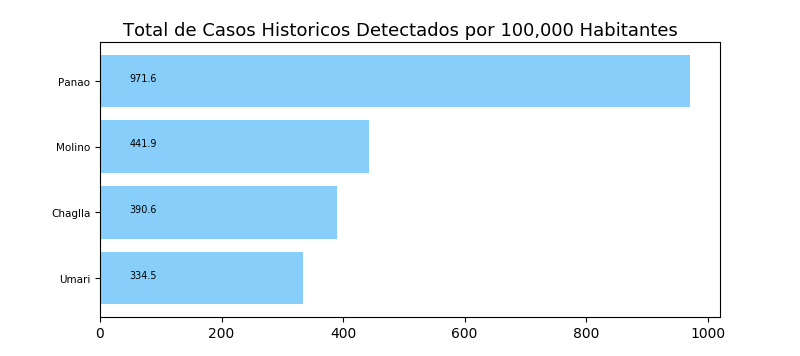 Total de Casos Historicos Detectados por 100,000 Habitantes
Panao 971.6
Molino 441.9
Chaglla 390.6
Umari 334.5
0 200 400 600 800 1000